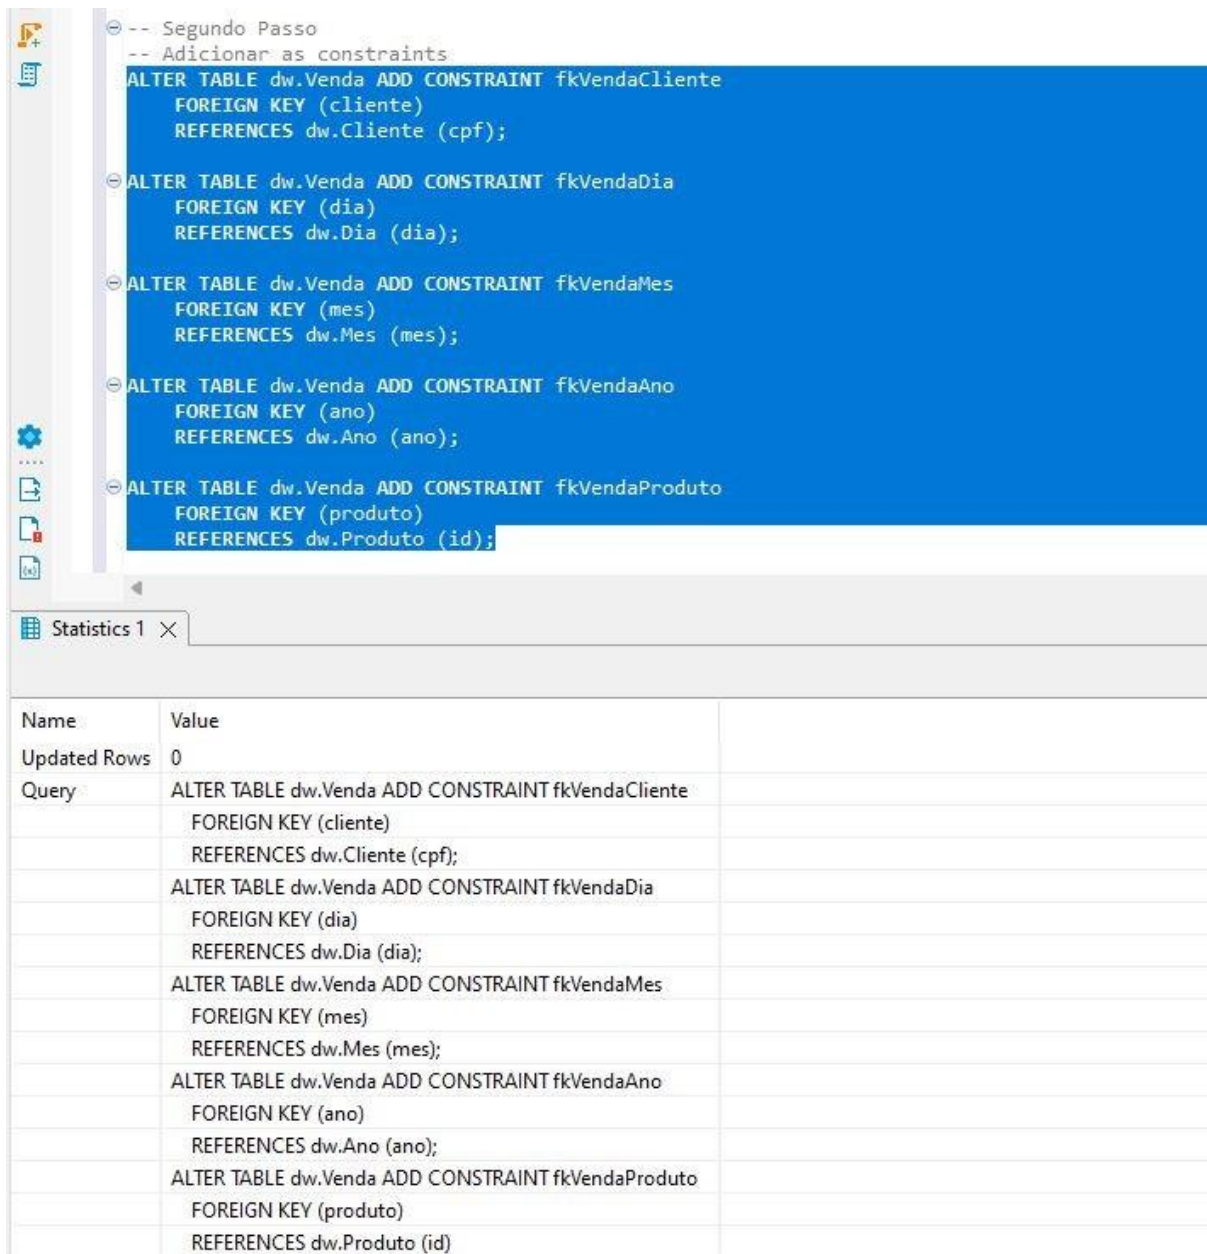 -- Segundo Passo
-- Adicionar as constraints
ALTER TABLE dw.Venda ADD CONSTRAINT fkVendaCliente
FOREIGN KEY (cliente)
REFERENCES dw.Cliente (cpf);
ALTER TABLE dw.Venda ADD CONSTRAINT fkVendaDia
FOREIGN KEY (dia)
REFERENCES dw.Dia (dia);
ALTER TABLE dw.Venda ADD CONSTRAINT fkVendaMes
FOREIGN KEY (mes)
REFERENCES dw.Mes (mes);
ALTER TABLE dw.Venda ADD CONSTRAINT fkVendaAno
FOREIGN KEY (ano)
REFERENCES dw.Ano (ano);
ALTER TABLE dw.Venda ADD CONSTRAINT fkVendaProduto
FOREIGN KEY (produto)
REFERENCES dw.Produto (id);
Statistics 1
Name Value
Updated Rows 0
Query ALTER TABLE dw.Venda ADD CONSTRAINT fkVendaCliente
FOREIGN KEY (cliente)
REFERENCES dw.Cliente (cpf);
ALTER TABLE dw.Venda ADD CONSTRAINT fkVendaDia
FOREIGN KEY (dia)
REFERENCES dw.Dia (dia);
ALTER TABLE dw.Venda ADD CONSTRAINT fkVendaMes
FOREIGN KEY (mes)
REFERENCES dw.Mes (mes);
ALTER TABLE dw.Venda ADD CONSTRAINT fkVendaAno
FOREIGN KEY (ano)
REFERENCES dw.Ano (ano);
ALTER TABLE dw.Venda ADD CONSTRAINT fkVendaProduto
FOREIGN KEY (produto)
REFERENCES dw.Produto (id)